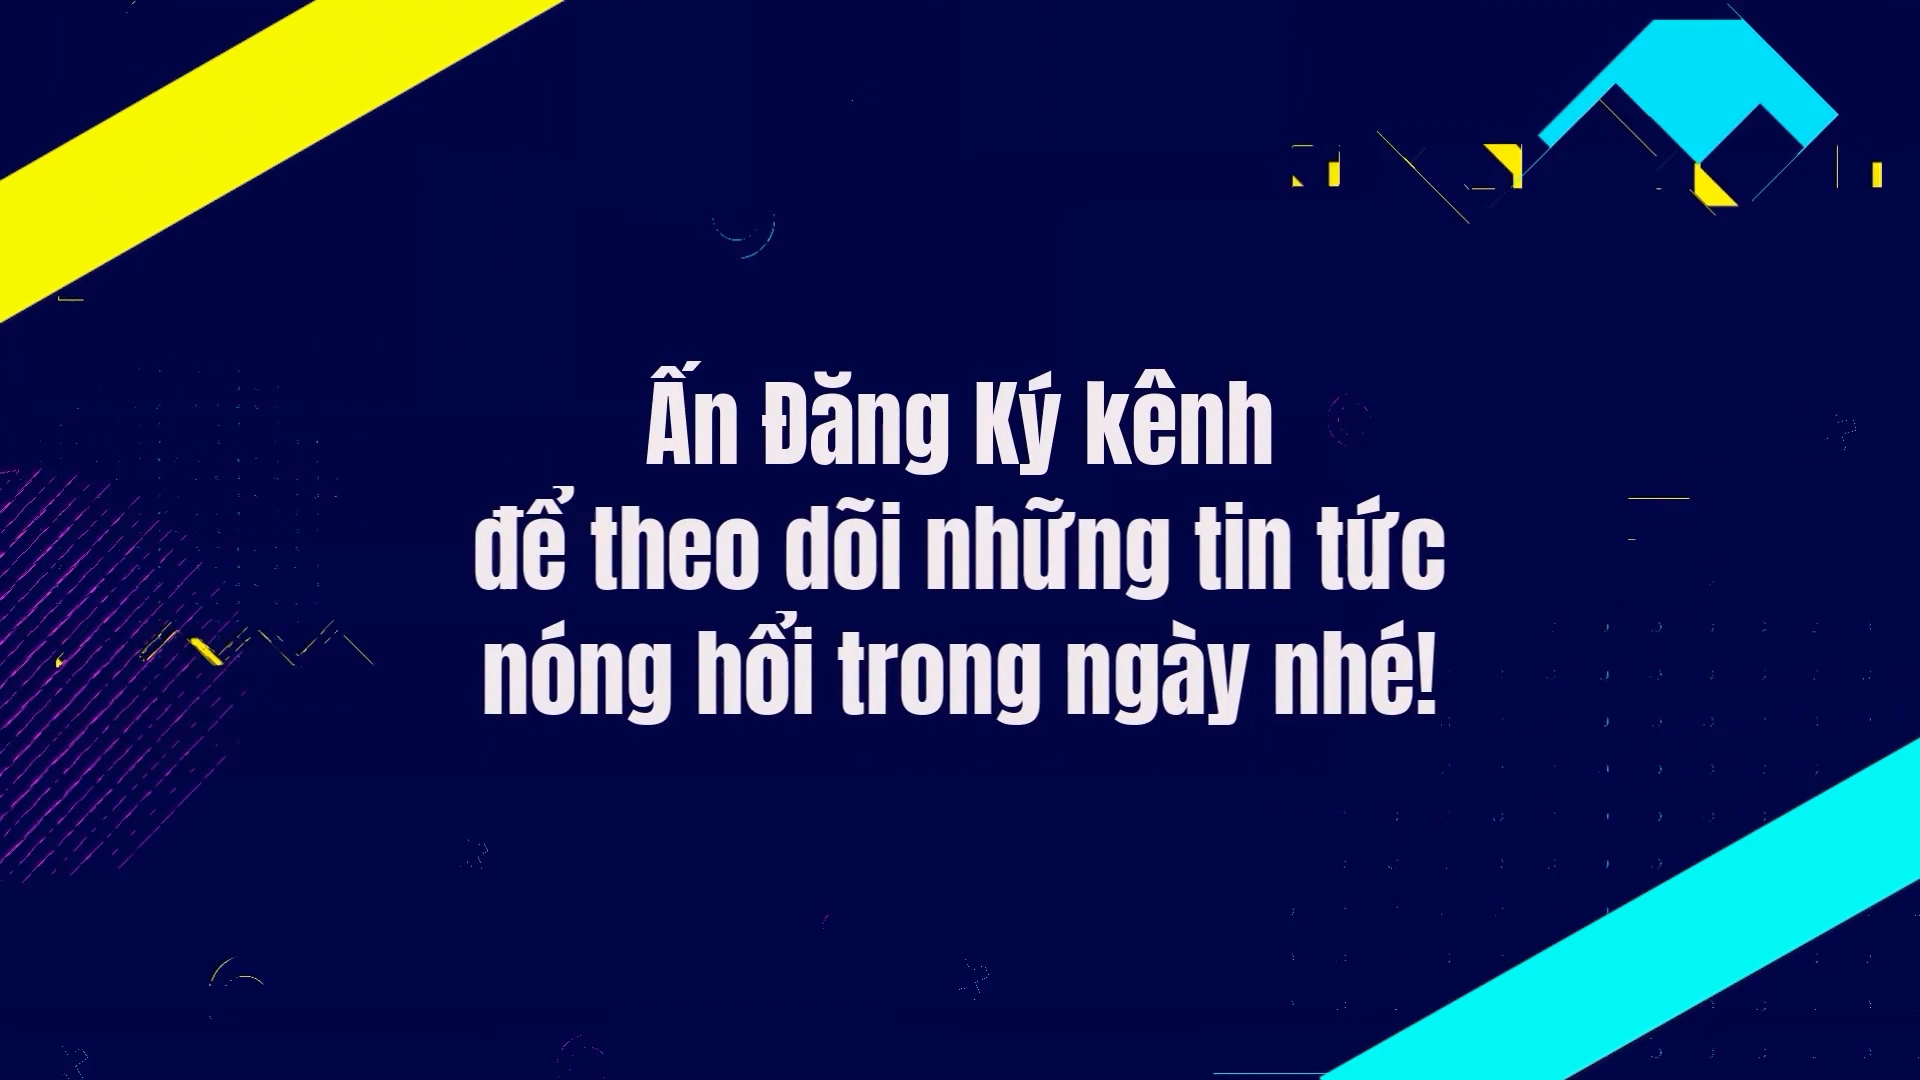 Ấn Đăng Ký kênh
để theo dõi những tin tức
nóng hổi trong ngày nhé!